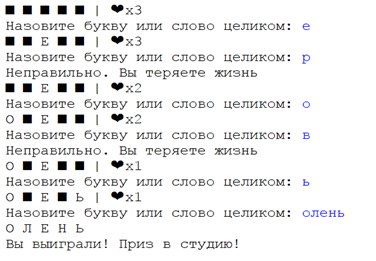 ■ ■ ■ ■ ■ | ❤x3
Назовите букву или слово целиком: е
■ ■ Е ■ ■ | ❤x3
Назовите букву или слово целиком: р
Неправильно. Вы теряете жизнь
■ ■ Е ■ ■ | ❤x2
Назовите букву или слово целиком: о
О ■ Е ■ ■ | ❤x2
Назовите букву или слово целиком: в
Неправильно. Вы теряете жизнь
О ■ Е ■ ■ | ❤x1
Назовите букву или слово целиком: ь
О ■ Е ■ Ь | ❤x1
Назовите букву или слово целиком: олень
О Л Е Н Ь
Вы выиграли! Приз в студию!